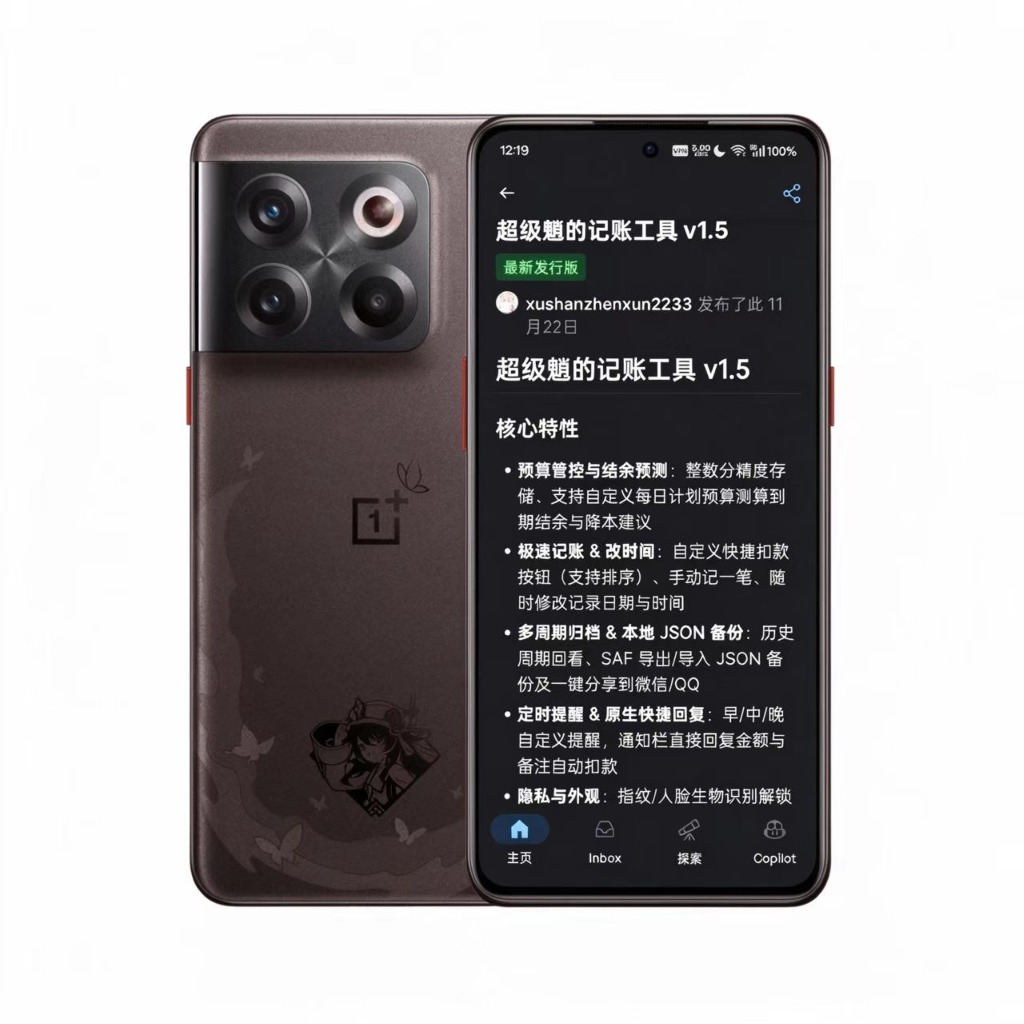 12:19
VPN 3.00 100%
超级魈的记账工具 v1.5
最新发行版
xushanzhenxun2233 发布了此 11
月22日
超级魈的记账工具 v1.5
核心特性
• 预算管控与结余预测：整数分精度存
储、支持自定义每日计划预算测算到
期结余与降本建议
• 极速记账 & 改时间：自定义快捷扣款
按钮（支持排序）、手动记一笔、随
时修改记录日期与时间
• 多周期归档 & 本地 JSON 备份：历史
周期回看、SAF 导出/导入 JSON 备
份及一键分享到微信/QQ
• 定时提醒 & 原生快捷回复：早/中/晚
自定义提醒，通知栏直接回复金额与
备注自动扣款
• 隐私与外观：指纹/人脸生物识别解锁
主页 Inbox 探索 Copilot
1+